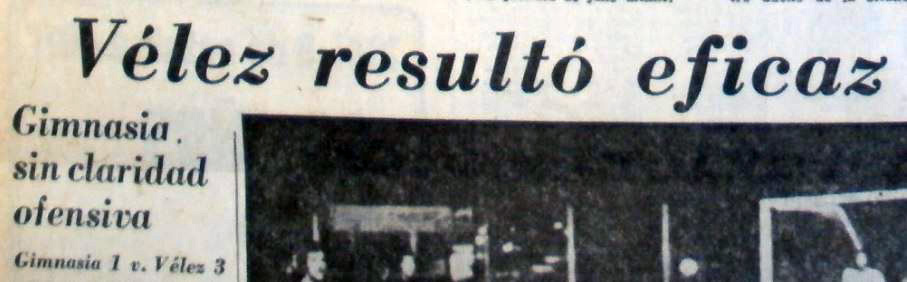 Vélez resultó eficaz
Gimnasia
sin claridad
ofensiva
Gimnasia 1 v. Vélez 3